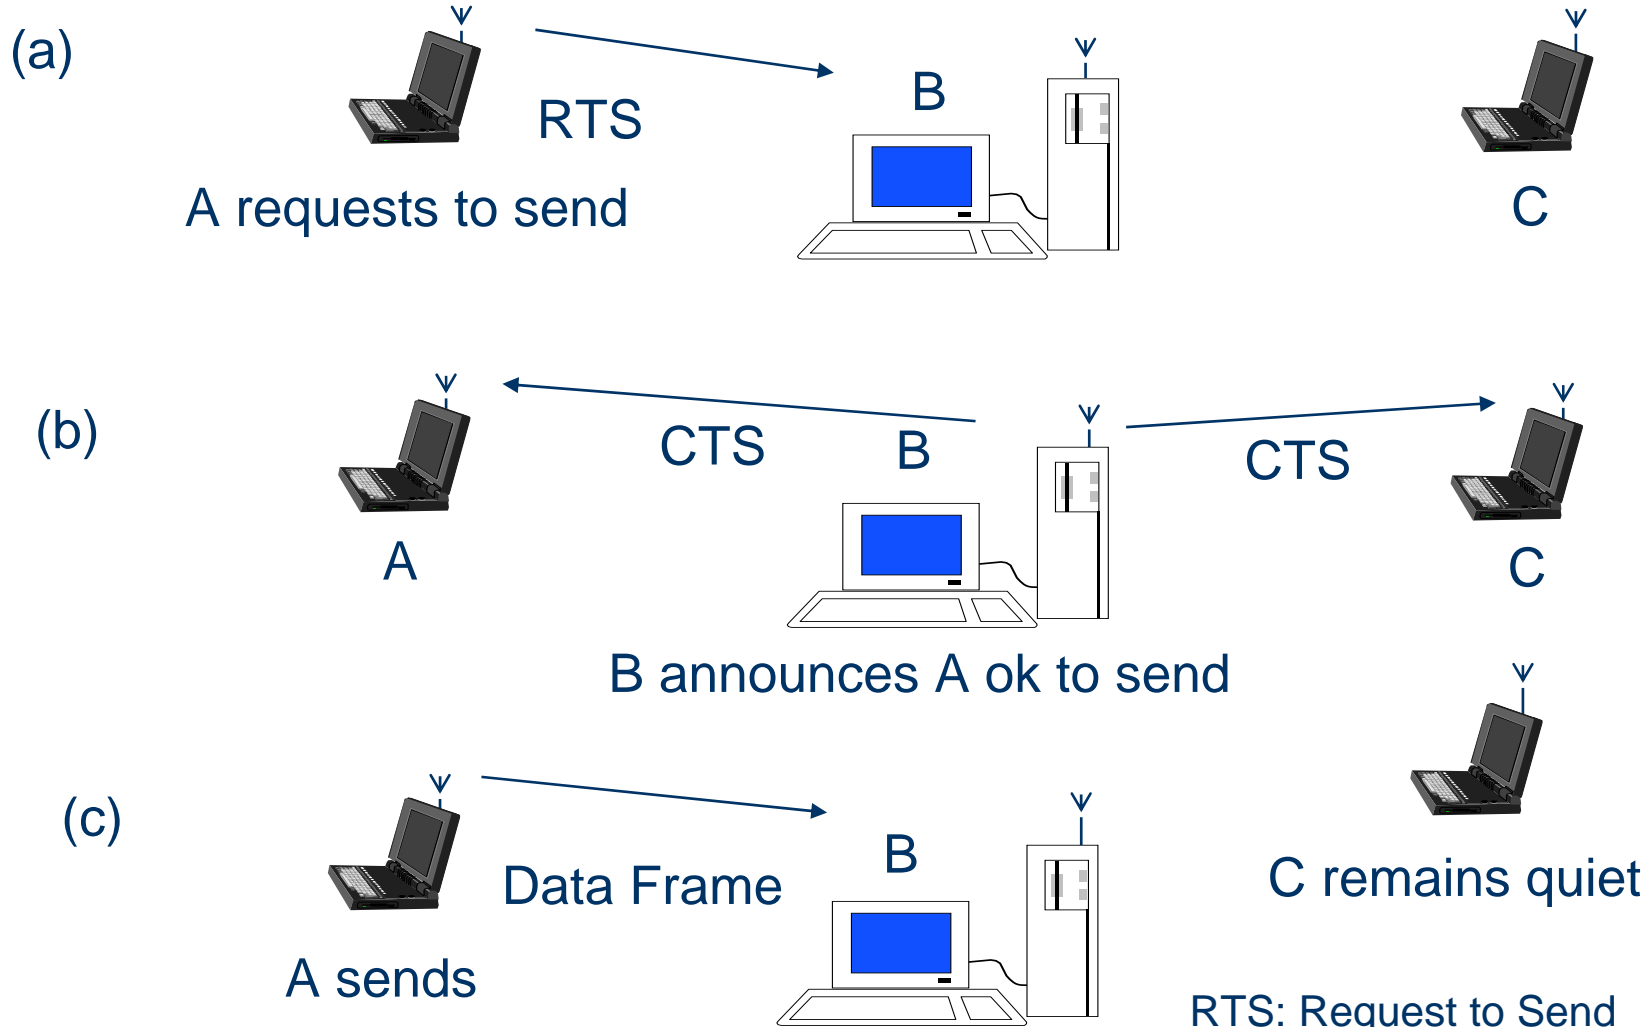 (a)
RTS
B
A requests to send
C
(b)
CTS
B
CTS
A
C
B announces A ok to send
(c)
B
Data Frame
C remains quiet
A sends
RTS: Request to Send